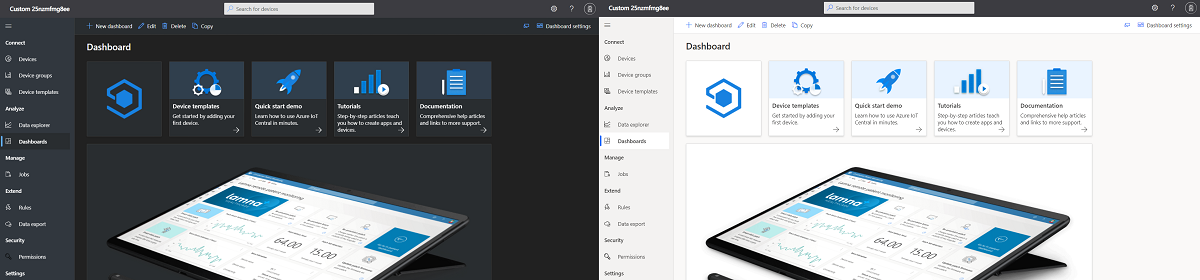 Custom 25nzmfmg8ee
Search for devices
New dashboard Edit Delete Copy
Dashboard settings
Connect
Devices
Device groups
Device templates
Analyze
Data explorer
Dashboards
Manage
Jobs
Extend
Rules
Data export
Security
Permissions
Settings
Dashboard
Device templates
Get started by adding your
first device.
Quick start demo
Learn how to use Azure IoT
Central in minutes.
Tutorials
Step-by-step articles teach
you how to create apps and
devices.
Documentation
Comprehensive help articles
and links to more support.
lamna
64.00
15.00
Custom 25nzmfmg8ee
Search for devices
New dashboard Edit Delete Copy
Dashboard settings
Connect
Devices
Device groups
Device templates
Analyze
Data explorer
Dashboards
Manage
Jobs
Extend
Rules
Data export
Security
Permissions
Settings
Dashboard
Device templates
Get started by adding your
first device.
Quick start demo
Learn how to use Azure IoT
Central in minutes.
Tutorials
Step-by-step articles teach
you how to create apps and
devices.
Documentation
Comprehensive help articles
and links to more support.
lamna
64.00
15.00